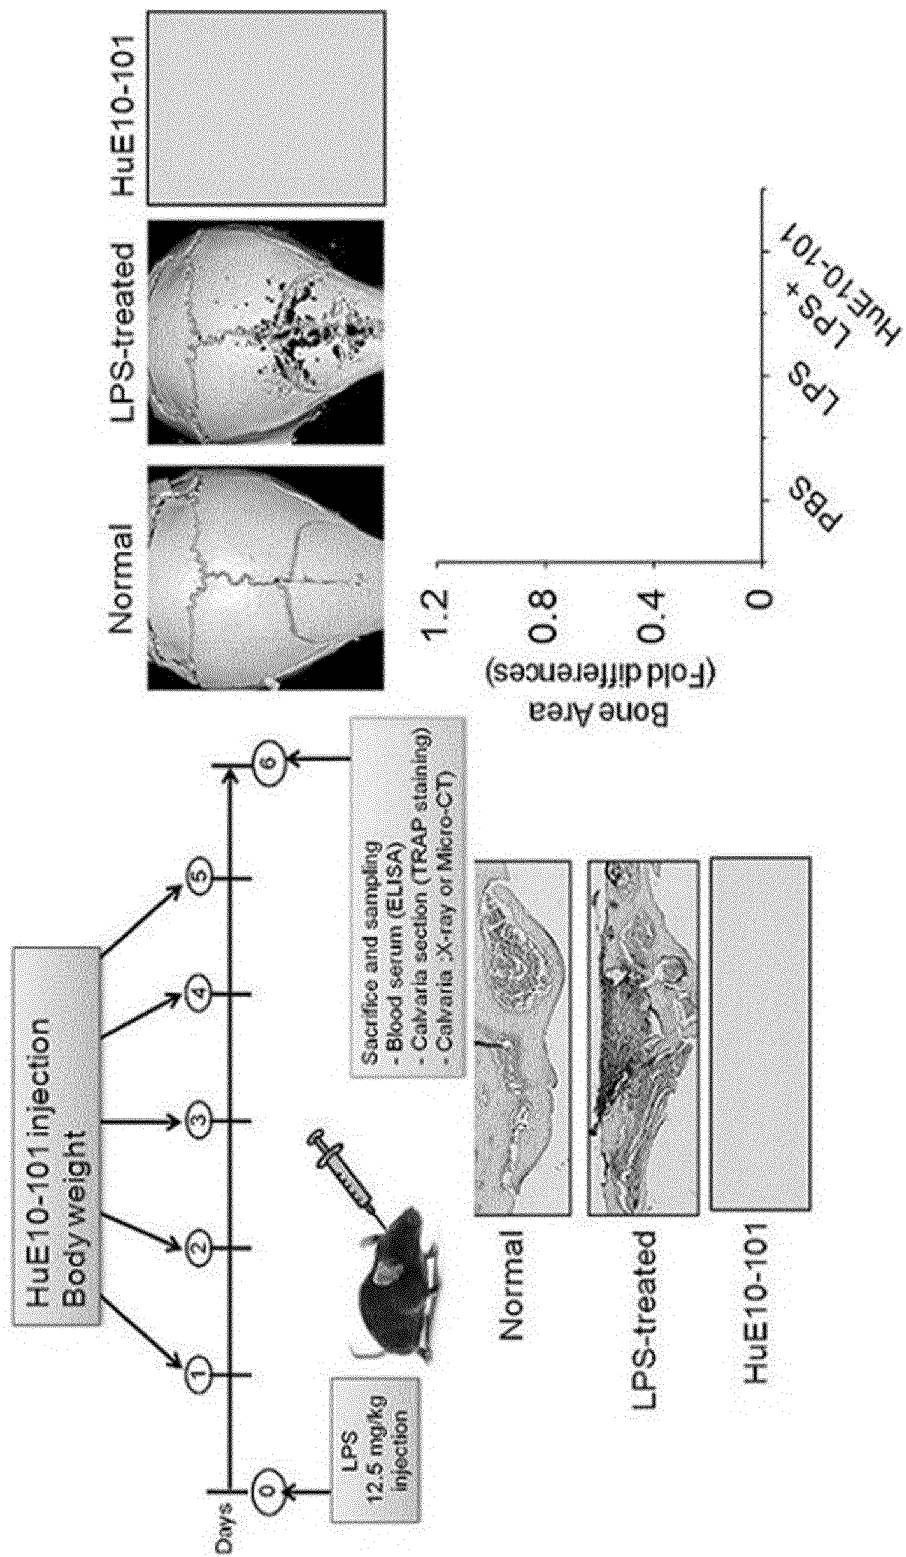 HuE10-101 injection
Body weight
Days
0
1
2
3
4
5
6
LPS
12.5 mg/kg
injection
Sacrifice and sampling
- Blood serum (ELISA)
- Calvaria section (TRAP staining)
- Calvaria :X-ray or Micro-CT)
Normal
LPS-treated
HuE10-101
Normal
LPS-treated
HuE10-101
Bone Area
(Fold differences)
1.2
0.8
0.4
0
PBS
LPS
LPS +
HuE10-101